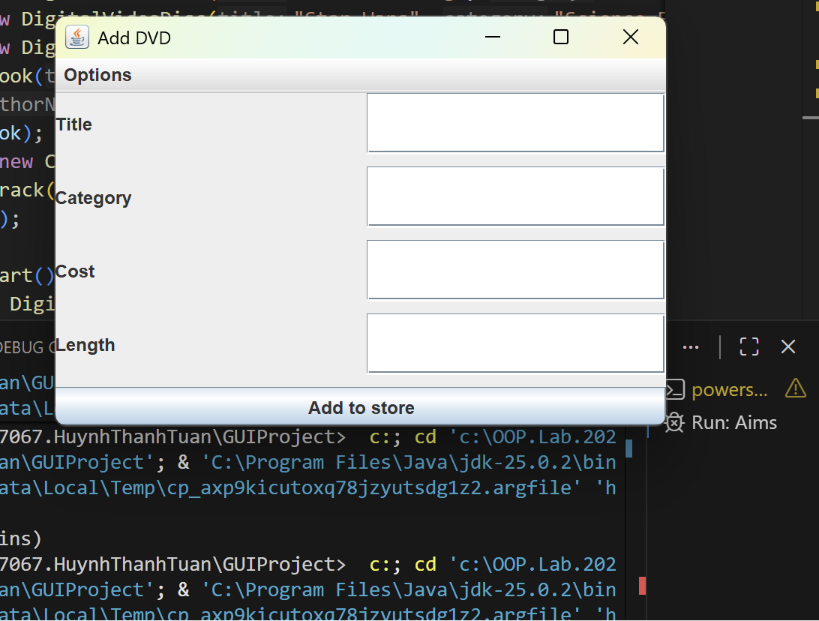 w DigitalVideoDisc(title: "Star Wars", category: "Science
Add DVD
w Dig
Options
ook(t
thorN
Title
ok);
new C
rack(
Category
);
Cost
art()
Digi
DEBUG C
Length
...
an\GU
powers...
ata\L
Add to store
Run: Aims
7067.HuynhThanhTuan\GUIProject> c:; cd 'c:\OOP.Lab.202
an\GUIProject'; & 'C:\Program Files\Java\jdk-25.0.2\bin
ata\Local\Temp\cp_axp9kicutoxq78jzyutsdg1z2.argfile' 'h
ins)
7067.HuynhThanhTuan\GUIProject> c:; cd 'c:\OOP.Lab.202
an\GUIProject'; & 'C:\Program Files\Java\jdk-25.0.2\bin
ata\Local\Temp\cp_axp9kicutoxq78jzyutsdg1z2.argfile' 'h